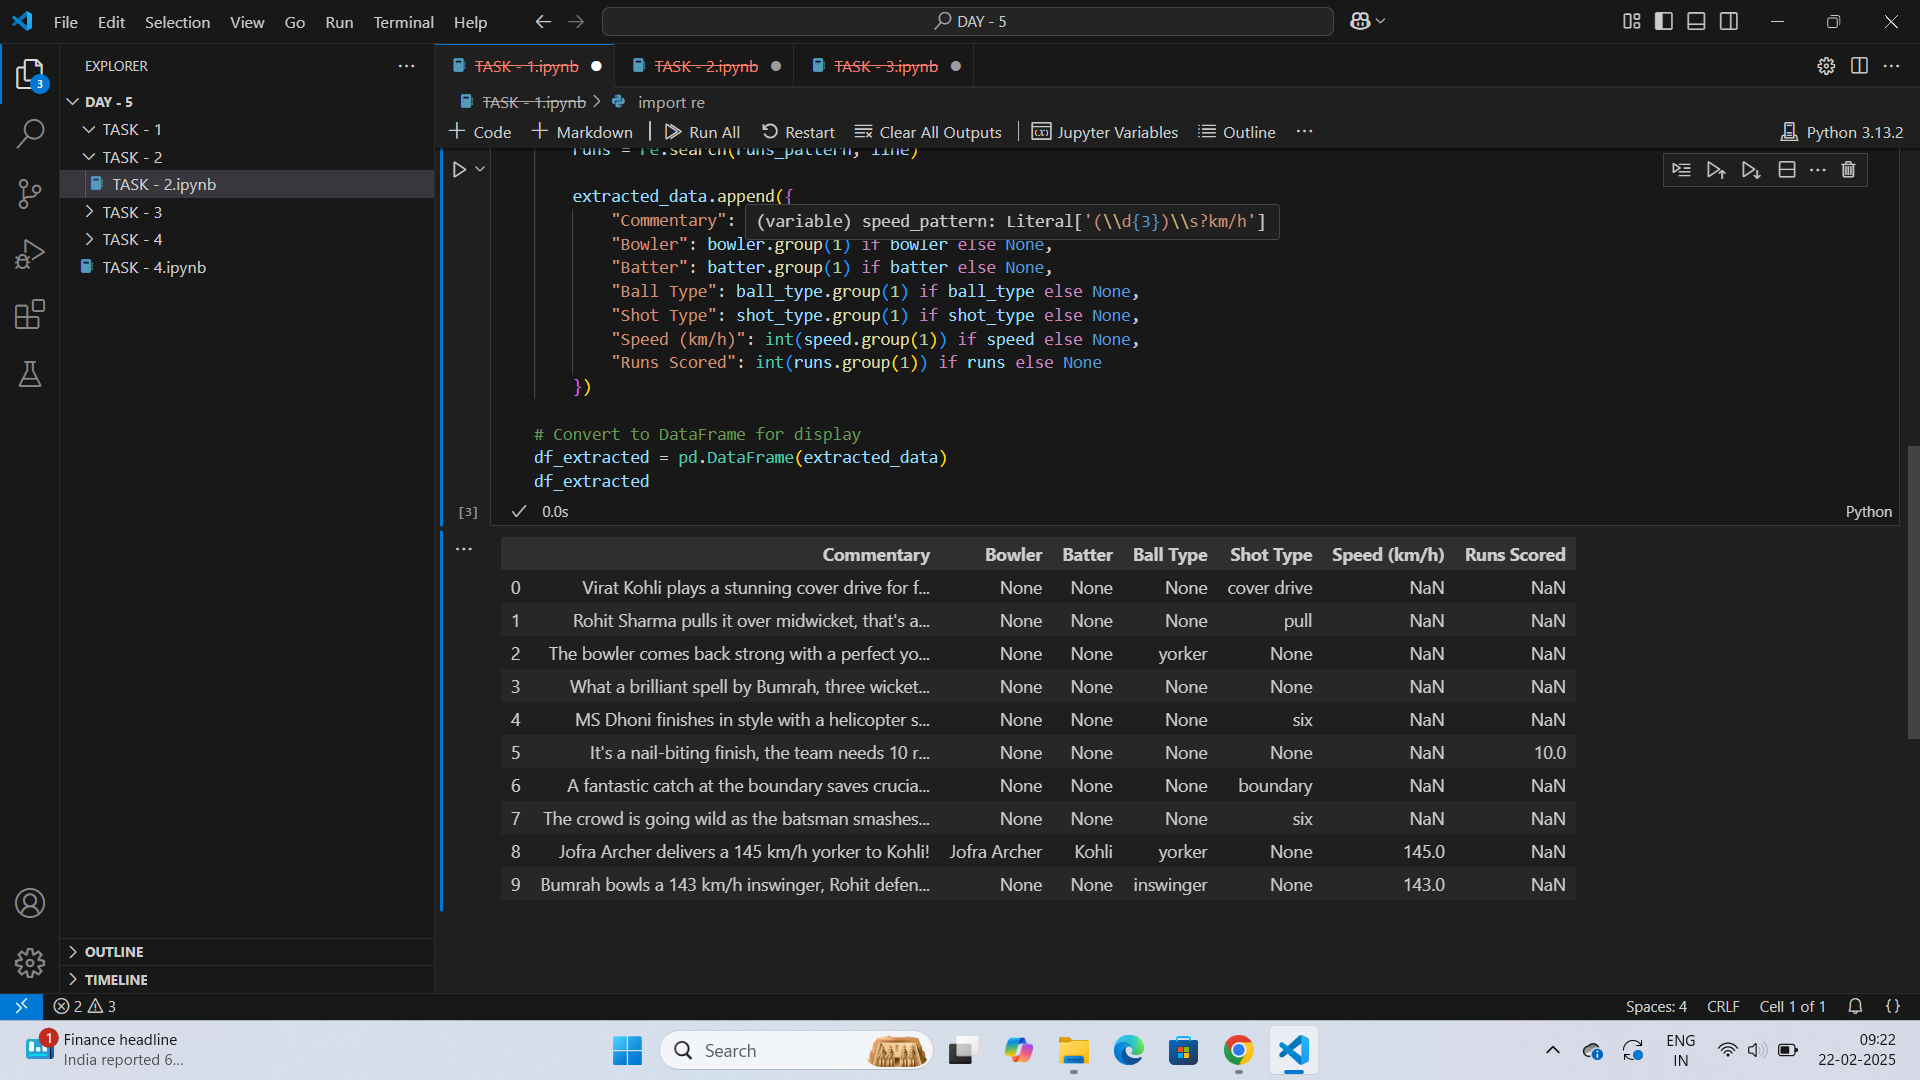 File Edit Selection View Go Run Terminal Help
DAY - 5
EXPLORER
DAY - 5
TASK - 1
TASK - 2
TASK - 2.ipynb
TASK - 3
TASK - 4
TASK - 4.ipynb
OUTLINE
TIMELINE
3
TASK - 1.ipynb
TASK - 2.ipynb
TASK - 3.ipynb
TASK - 1.ipynb > import re
+ Code + Markdown Run All Restart Clear All Outputs Jupyter Variables Outline
Python 3.13.2
runs = re.search(runs_pattern, line)
extracted_data.append({
"Commentary":
(variable) speed_pattern: Literal['(\\d{3})\\s?km/h']
"Bowler": bowler.group(1) if bowler else None,
"Batter": batter.group(1) if batter else None,
"Ball Type": ball_type.group(1) if ball_type else None,
"Shot Type": shot_type.group(1) if shot_type else None,
"Speed (km/h)": int(speed.group(1)) if speed else None,
"Runs Scored": int(runs.group(1)) if runs else None
})
# Convert to DataFrame for display
df_extracted = pd.DataFrame(extracted_data)
df_extracted
[3] 0.0s Python
Commentary Bowler Batter Ball Type Shot Type Speed (km/h) Runs Scored
0 Virat Kohli plays a stunning cover drive for f... None None None cover drive NaN NaN
1 Rohit Sharma pulls it over midwicket, that's a... None None None pull NaN NaN
2 The bowler comes back strong with a perfect yo... None None yorker None NaN NaN
3 What a brilliant spell by Bumrah, three wicket... None None None None NaN NaN
4 MS Dhoni finishes in style with a helicopter s... None None None six NaN NaN
5 It's a nail-biting finish, the team needs 10 r... None None None None NaN 10.0
6 A fantastic catch at the boundary saves crucia... None None None boundary NaN NaN
7 The crowd is going wild as the batsman smashes... None None None six NaN NaN
8 Jofra Archer delivers a 145 km/h yorker to Kohli! Jofra Archer Kohli yorker None 145.0 NaN
9 Bumrah bowls a 143 km/h inswinger, Rohit defen... None None inswinger None 143.0 NaN
2 3
Spaces: 4 CRLF Cell 1 of 1 {}
1
Finance headline
India reported 6...
Search
ENG
IN
09:22
22-02-2025